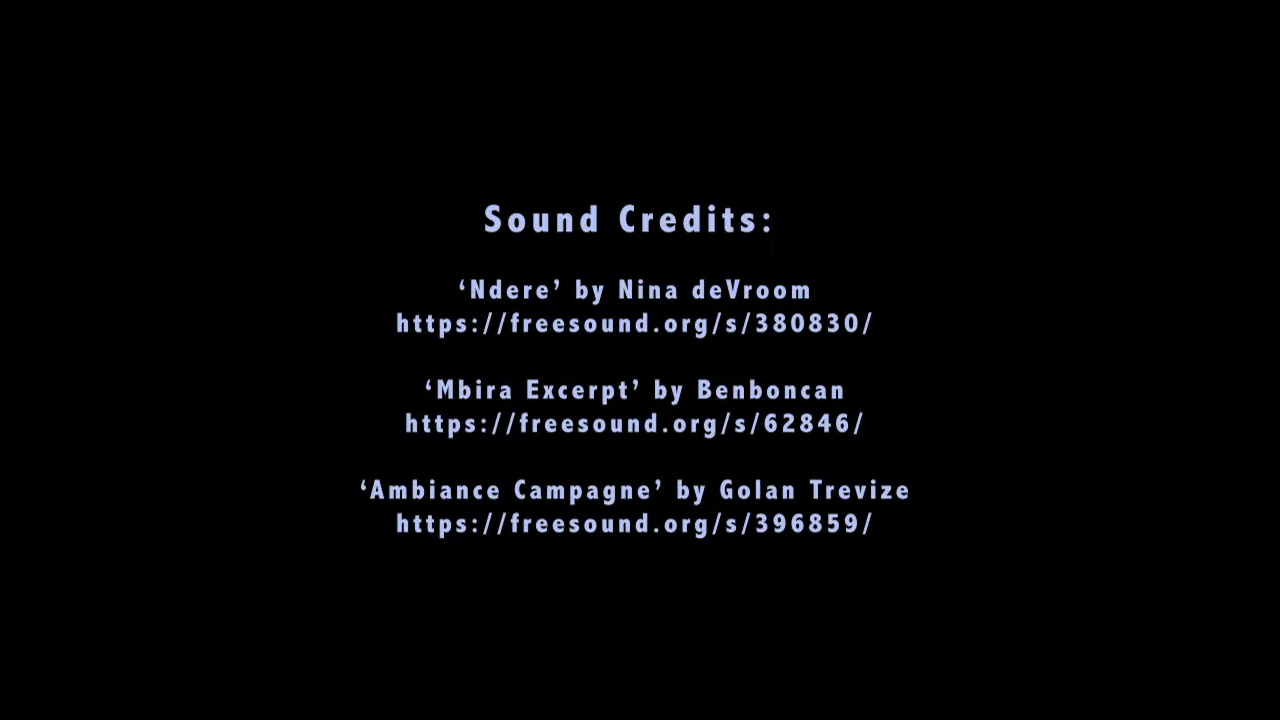 Sound Credits:
‘Ndere’ by Nina deVroom
https://freesound.org/s/380830/
‘Mbira Excerpt’ by Benboncan
https://freesound.org/s/62846/
‘Ambiance Campagne’ by Golan Trevize
https://freesound.org/s/396859/